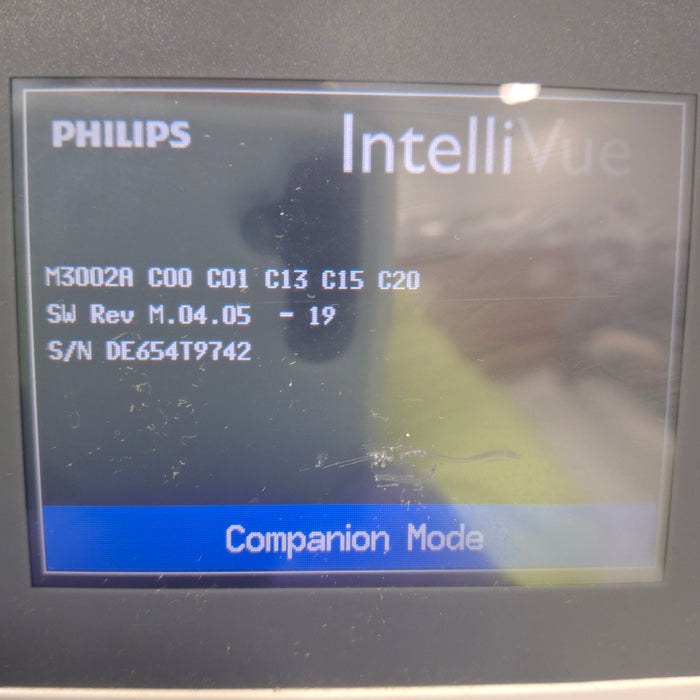 PHILIPS
IntelliVue
M3002A C00 C01 C13 C15 C20
SW Rev M.04.05 - 19
S/N DE654T9742
Companion Mode